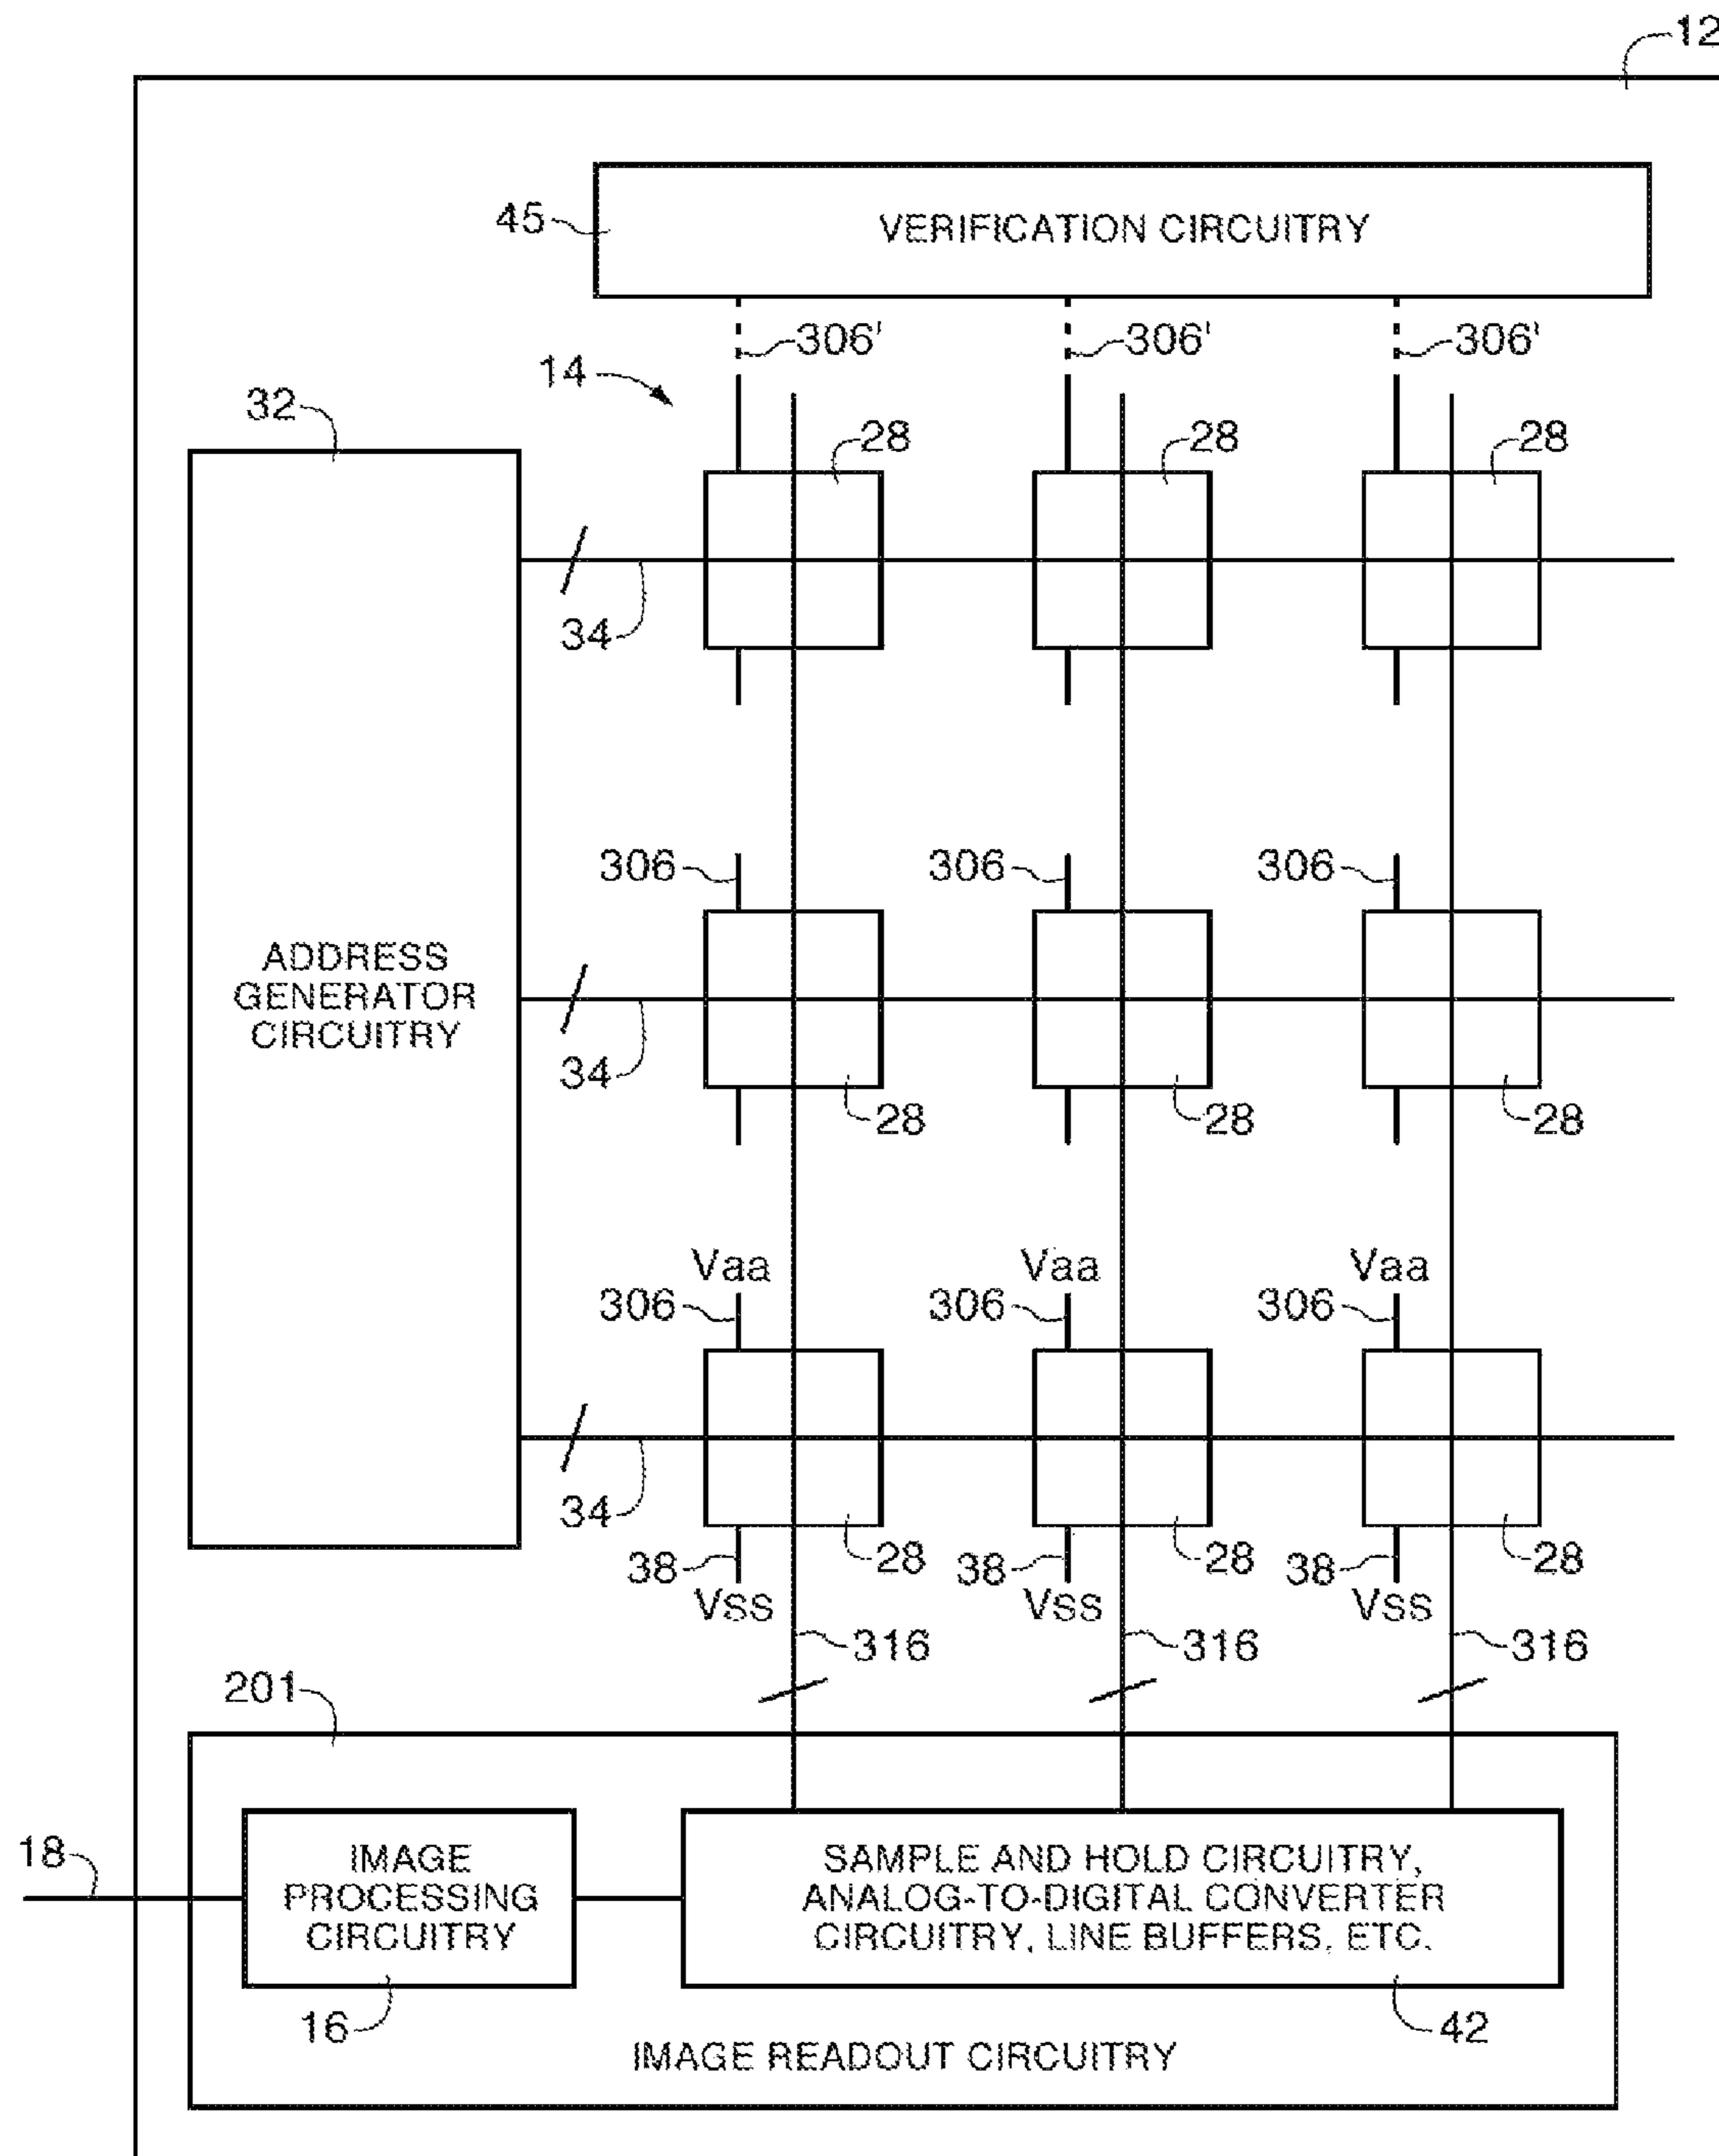 12
45
VERIFICATION CIRCUITRY
306' 306' 306'
14
32
28 28 28
34
306 306 306
ADDRESS
GENERATOR
CIRCUITRY
34
28 28 28
Vaa Vaa Vaa
306 306 306
34
28 28 28
38 38 38
Vss Vss Vss
316 316 316
201
18
IMAGE
PROCESSING
CIRCUITRY
SAMPLE AND HOLD CIRCUITRY,
ANALOG-TO-DIGITAL CONVERTER
CIRCUITRY, LINE BUFFERS, ETC.
16
42
IMAGE READOUT CIRCUITRY